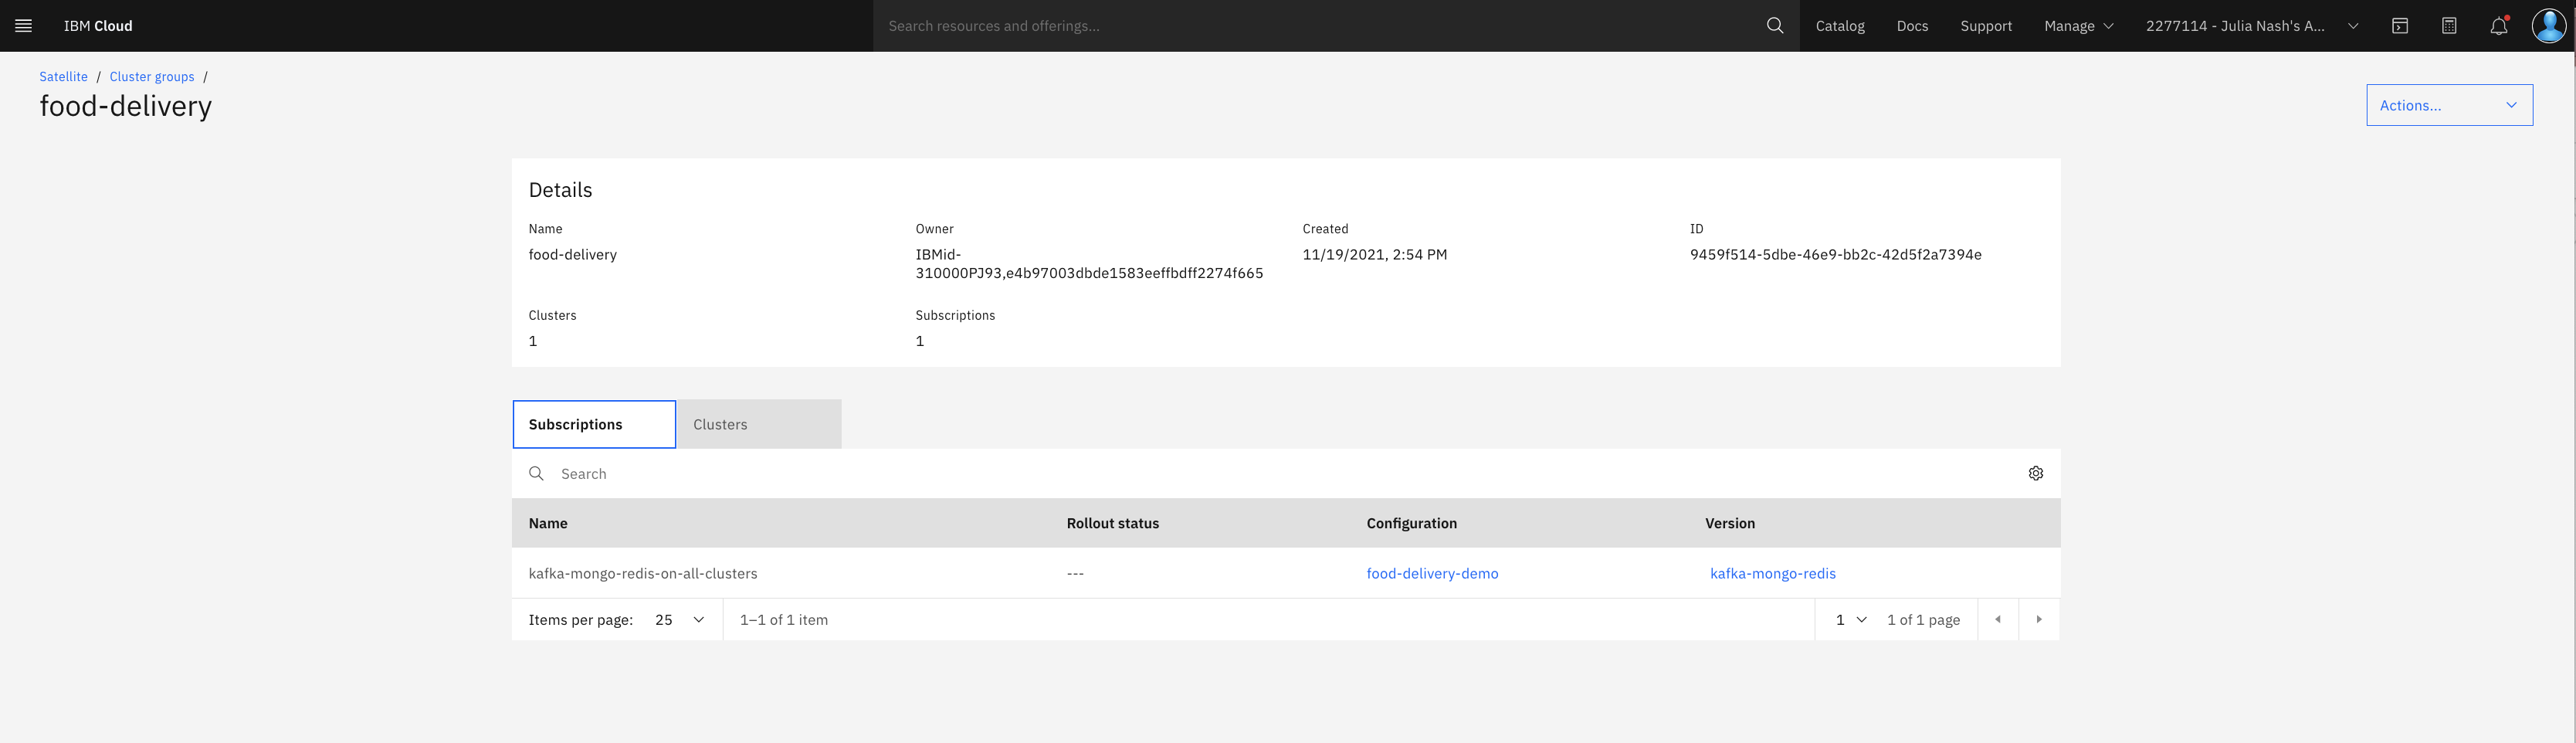 IBM Cloud
Search resources and offerings...
Catalog
Docs
Support
Manage
2277114 - Julia Nash's A...
Satellite / Cluster groups /
food-delivery
Actions...
Details
Name
food-delivery
Owner
IBMid-
310000PJ93,e4b97003dbde1583eeffbdff2274f665
Created
11/19/2021, 2:54 PM
ID
9459f514-5dbe-46e9-bb2c-42d5f2a7394e
Clusters
1
Subscriptions
1
Subscriptions
Clusters
Search
Name Rollout status Configuration Version
kafka-mongo-redis-on-all-clusters --- food-delivery-demo kafka-mongo-redis
Items per page: 25 1–1 of 1 item 1 1 of 1 page